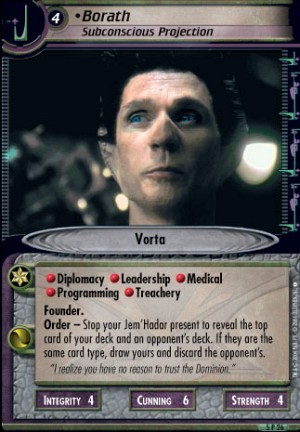 4 •Borath
Subconscious Projection
Vorta
•Diplomacy •Leadership •Medical
•Programming •Treachery
Founder.
Order – Stop your Jem'Hadar present to reveal the top
card of your deck and an opponent's deck. If they are the
same card type, draw yours and discard the opponent's.
"I realize you have no reason to trust the Dominion."
INTEGRITY 4 CUNNING 6 STRENGTH 4